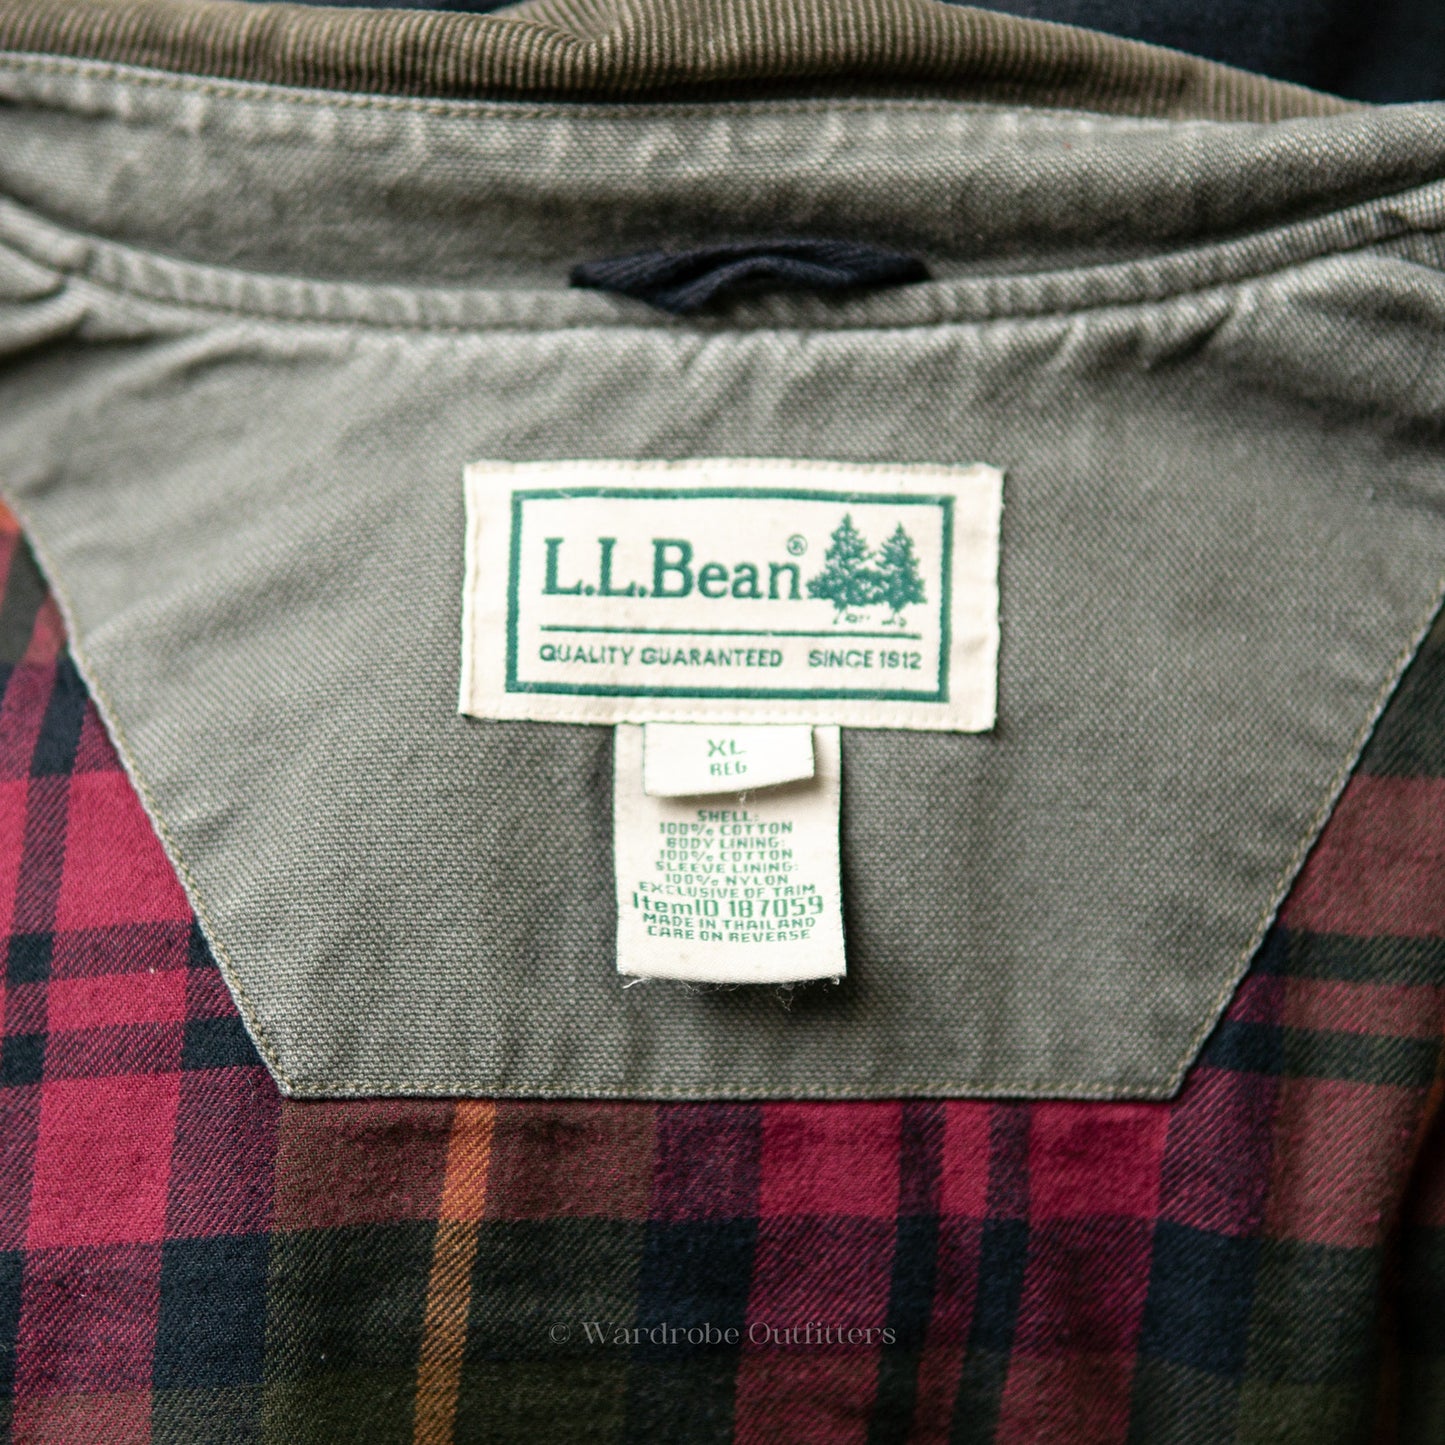 L.L.Bean®
QUALITY GUARANTEED SINCE 1912
XL
REG
SHELL:
100% COTTON
BODY LINING:
100% COTTON
SLEEVE LINING:
100% NYLON
EXCLUSIVE OF TRIM
ItemID 187059
MADE IN THAILAND
CARE ON REVERSE
© Wardrobe Outfitters